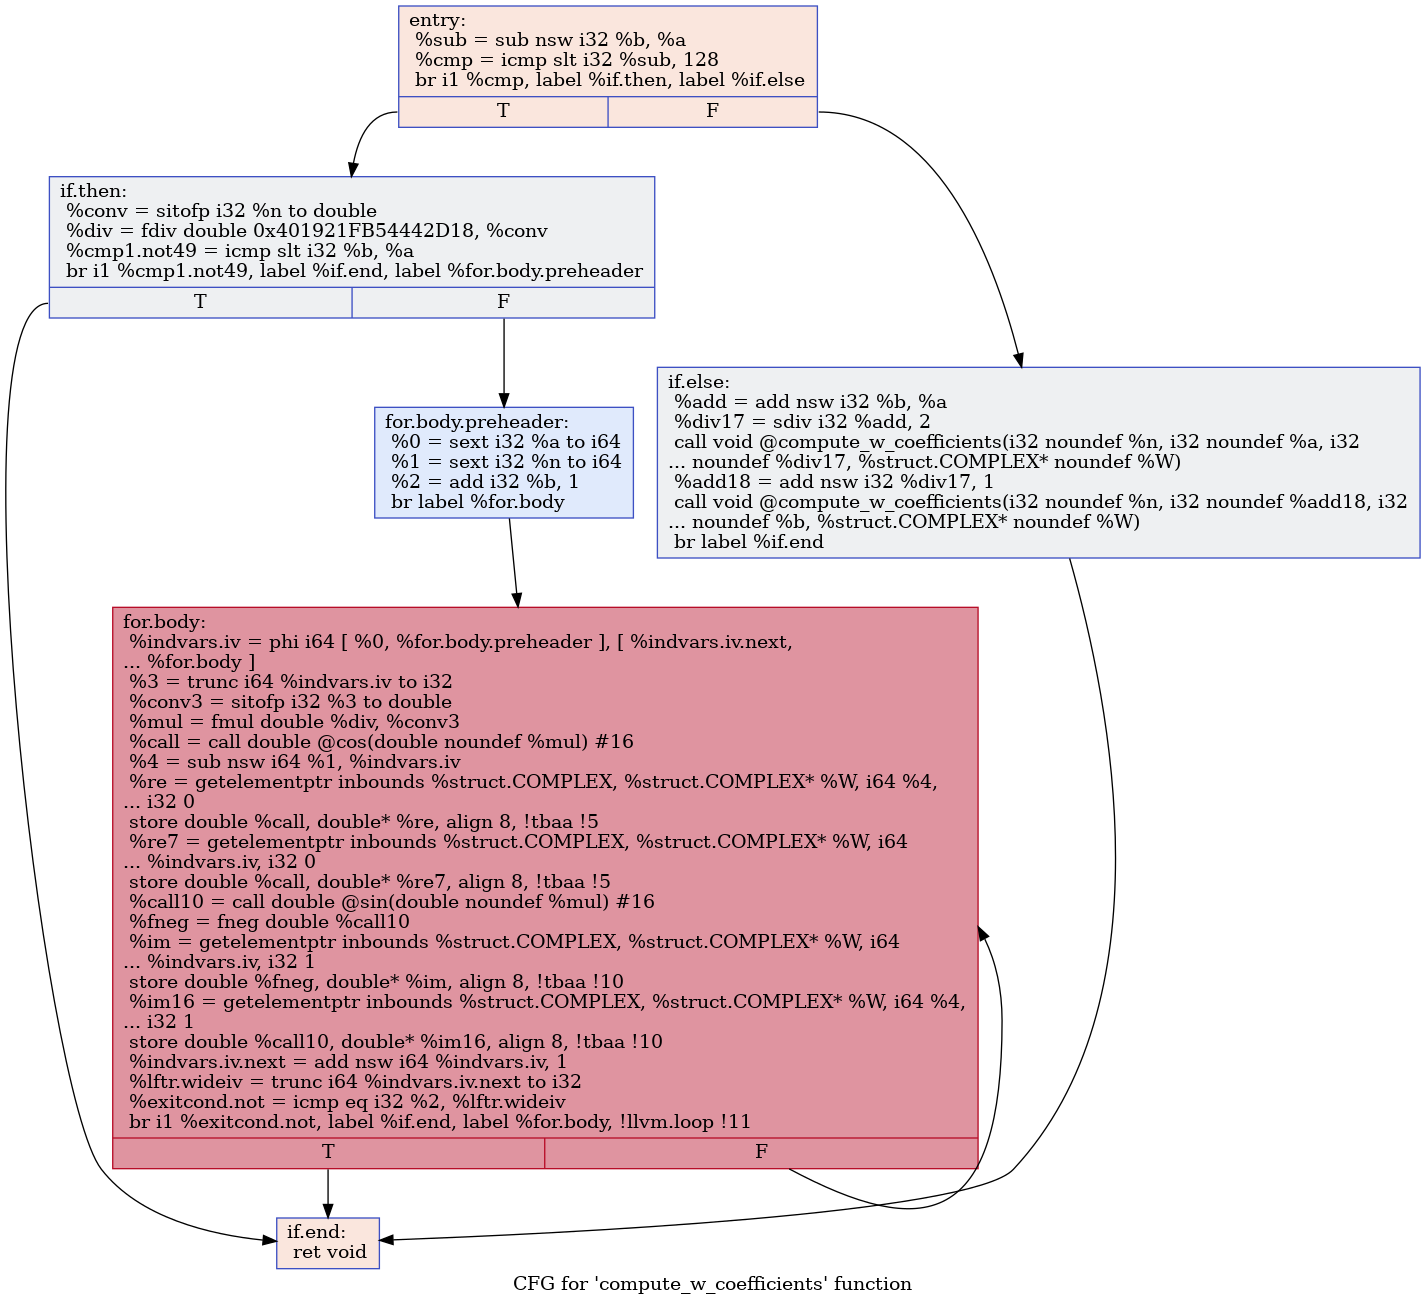 entry:
%sub = sub nsw i32 %b, %a
%cmp = icmp slt i32 %sub, 128
br i1 %cmp, label %if.then, label %if.else
T
F
if.then:
%conv = sitofp i32 %n to double
%div = fdiv double 0x401921FB54442D18, %conv
%cmp1.not49 = icmp slt i32 %b, %a
br i1 %cmp1.not49, label %if.end, label %for.body.preheader
T
F
if.else:
%add = add nsw i32 %b, %a
%div17 = sdiv i32 %add, 2
call void @compute_w_coefficients(i32 noundef %n, i32 noundef %a, i32
... noundef %div17, %struct.COMPLEX* noundef %W)
%add18 = add nsw i32 %div17, 1
call void @compute_w_coefficients(i32 noundef %n, i32 noundef %add18, i32
... noundef %b, %struct.COMPLEX* noundef %W)
br label %if.end
for.body.preheader:
%0 = sext i32 %a to i64
%1 = sext i32 %n to i64
%2 = add i32 %b, 1
br label %for.body
for.body:
%indvars.iv = phi i64 [ %0, %for.body.preheader ], [ %indvars.iv.next,
... %for.body ]
%3 = trunc i64 %indvars.iv to i32
%conv3 = sitofp i32 %3 to double
%mul = fmul double %div, %conv3
%call = call double @cos(double noundef %mul) #16
%4 = sub nsw i64 %1, %indvars.iv
%re = getelementptr inbounds %struct.COMPLEX, %struct.COMPLEX* %W, i64 %4,
... i32 0
store double %call, double* %re, align 8, !tbaa !5
%re7 = getelementptr inbounds %struct.COMPLEX, %struct.COMPLEX* %W, i64
... %indvars.iv, i32 0
store double %call, double* %re7, align 8, !tbaa !5
%call10 = call double @sin(double noundef %mul) #16
%fneg = fneg double %call10
%im = getelementptr inbounds %struct.COMPLEX, %struct.COMPLEX* %W, i64
... %indvars.iv, i32 1
store double %fneg, double* %im, align 8, !tbaa !10
%im16 = getelementptr inbounds %struct.COMPLEX, %struct.COMPLEX* %W, i64 %4,
... i32 1
store double %call10, double* %im16, align 8, !tbaa !10
%indvars.iv.next = add nsw i64 %indvars.iv, 1
%lftr.wideiv = trunc i64 %indvars.iv.next to i32
%exitcond.not = icmp eq i32 %2, %lftr.wideiv
br i1 %exitcond.not, label %if.end, label %for.body, !llvm.loop !11
T
F
if.end:
ret void
CFG for 'compute_w_coefficients' function